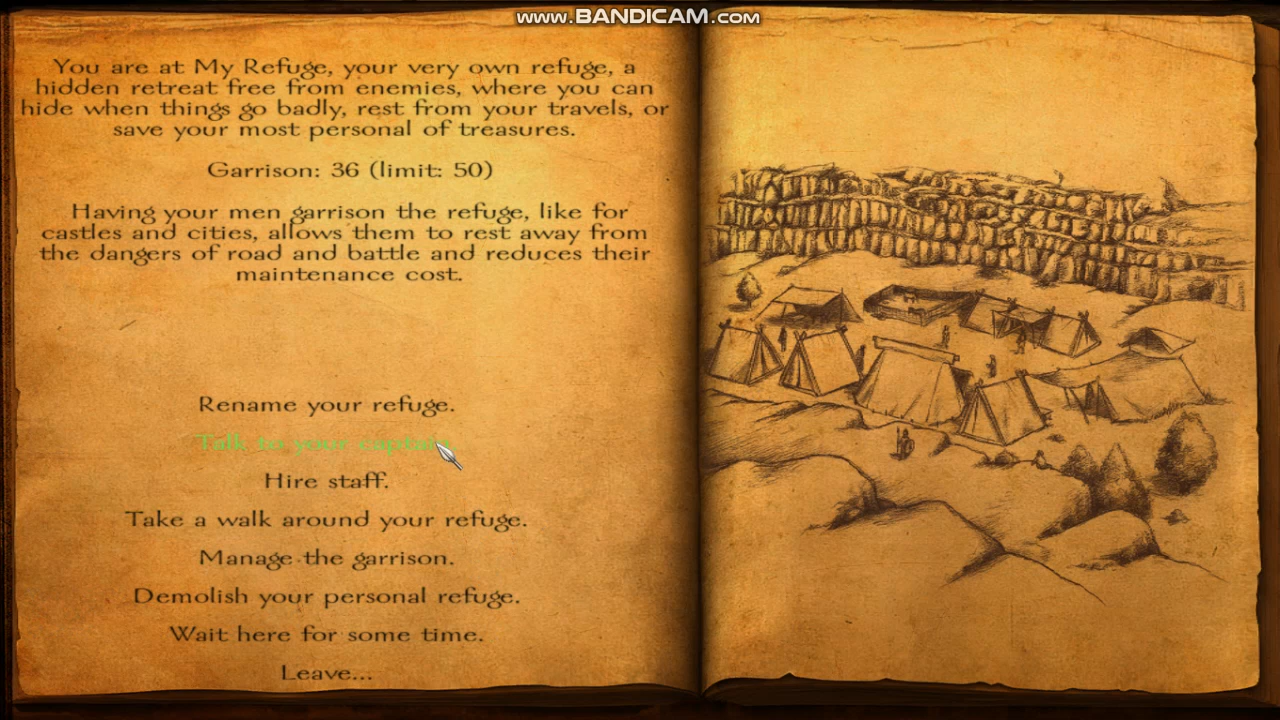 www.BANDICAM.com
You are at My Refuge, your very own refuge, a
hidden retreat free from enemies, where you can
hide when things go badly, rest from your travels, or
save your most personal of treasures.
Garrison: 36 (limit: 50)
Having your men garrison the refuge, like for
castles and cities, allows them to rest away from
the dangers of road and battle and reduces their
maintenance cost.
Rename your refuge.
Talk to your captain.
Hire staff.
Take a walk around your refuge.
Manage the garrison.
Demolish your personal refuge.
Wait here for some time.
Leave...